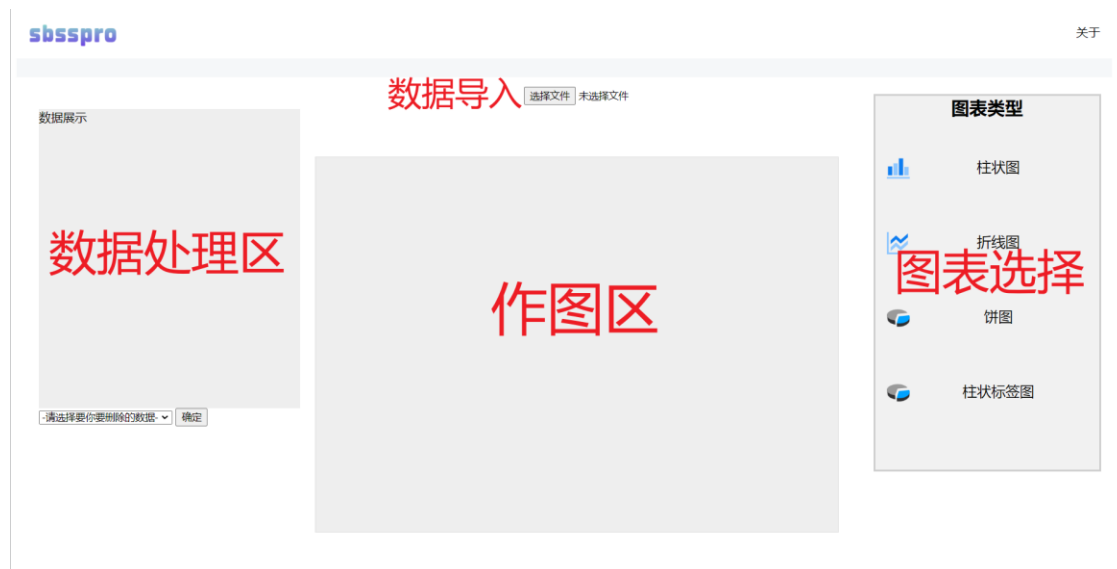 sbsspro
关于
数据导入 选择文件 未选择文件
数据展示
数据处理区
-请选择要你要删除的数据- 确定
作图区
图表类型
柱状图
折线图
图表选择
饼图
柱状标签图